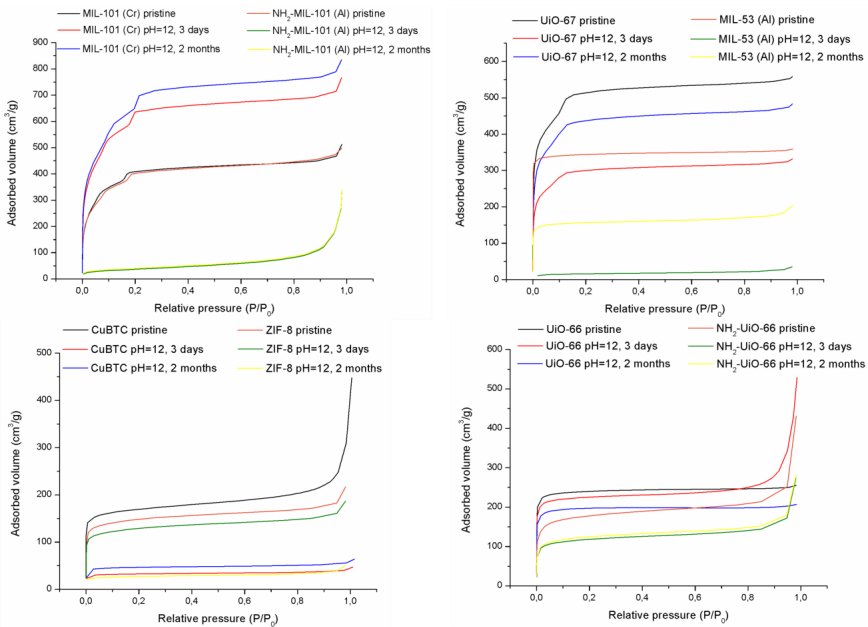 MIL-101 (Cr) pristine
MIL-101 (Cr) pH=12, 3 days
MIL-101 (Cr) pH=12, 2 months
NH2-MIL-101 (Al) pristine
NH2-MIL-101 (Al) pH=12, 3 days
NH2-MIL-101 (Al) pH=12, 2 months
900
800
700
600
500
400
300
200
100
0
Adsorbed volume (cm3/g)
0,0 0,2 0,4 0,6 0,8 1,0
Relative pressure (P/P0)
UiO-67 pristine
UiO-67 pH=12, 3 days
UiO-67 pH=12, 2 months
MIL-53 (Al) pristine
MIL-53 (Al) pH=12, 3 days
MIL-53 (Al) pH=12, 2 months
600
500
400
300
200
100
0
Adsorbed volume (cm3/g)
0,0 0,2 0,4 0,6 0,8 1,0
Relative pressure (P/P0)
CuBTC pristine
CuBTC pH=12, 3 days
CuBTC pH=12, 2 months
ZIF-8 pristine
ZIF-8 pH=12, 3 days
ZIF-8 pH=12, 2 months
500
400
300
200
100
0
Adsorbed volume (cm3/g)
0,0 0,2 0,4 0,6 0,8 1,0
Relative pressure (P/P0)
UiO-66 pristine
UiO-66 pH=12, 3 days
UiO-66 pH=12, 2 months
NH2-UiO-66 pristine
NH2-UiO-66 pH=12, 3 days
NH2-UiO-66 pH=12, 2 months
600
500
400
300
200
100
0
Adsorbed volume (cm3/g)
0,0 0,2 0,4 0,6 0,8 1,0
Relative pressure (P/P0)